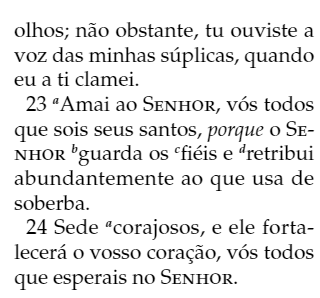 olhos; não obstante, tu ouviste a
voz das minhas súplicas, quando
eu a ti clamei.
23 ᵃAmai ao SENHOR, vós todos
que sois seus santos, porque o SE-
NHOR ᵇguarda os ᶜfiéis e ᵈretribui
abundantemente ao que usa de
soberba.
24 Sede ᵃcorajosos, e ele forta-
lecerá o vosso coração, vós todos
que esperais no SENHOR.